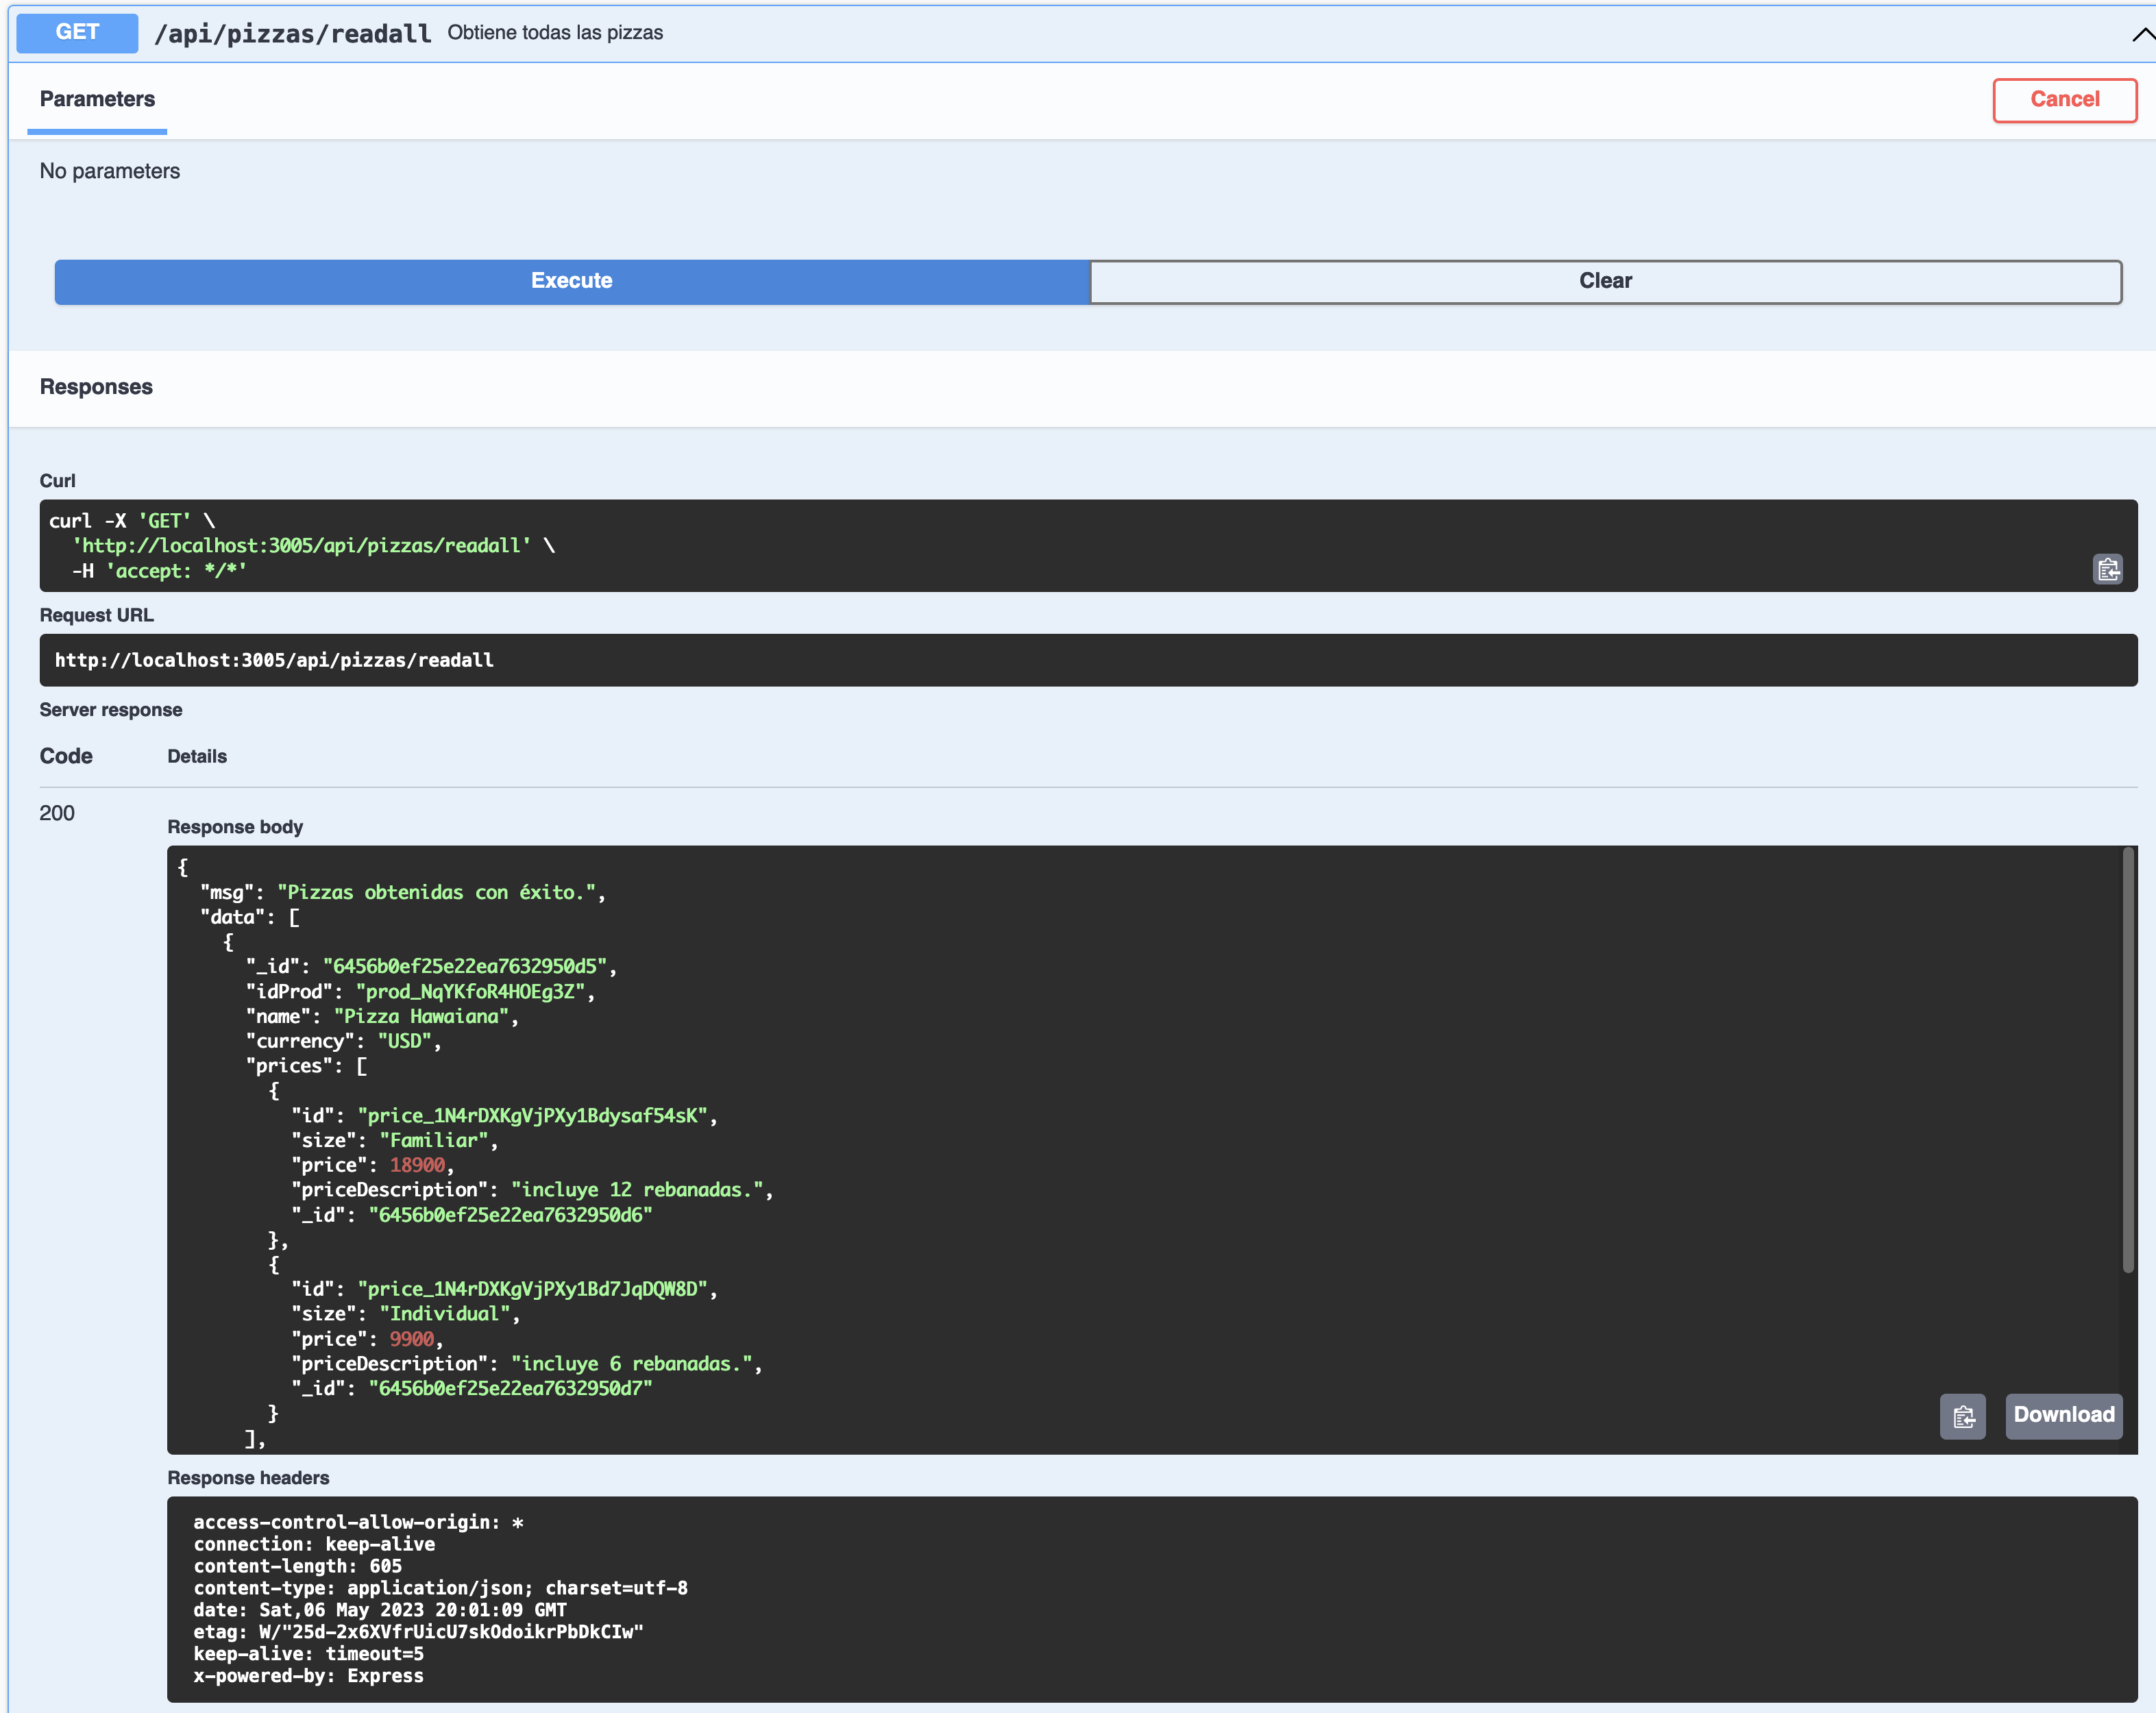 GET /api/pizzas/readall Obtiene todas las pizzas
Parameters
Cancel
No parameters
Execute
Clear
Responses
Curl
curl -X 'GET' \
'http://localhost:3005/api/pizzas/readall' \
-H 'accept: */*'
Request URL
http://localhost:3005/api/pizzas/readall
Server response
Code Details
200
Response body
{
"msg": "Pizzas obtenidas con éxito.",
"data": [
{
"_id": "6456b0ef25e22ea7632950d5",
"idProd": "prod_NqYKfoR4HOEg3Z",
"name": "Pizza Hawaiana",
"currency": "USD",
"prices": [
{
"id": "price_1N4rDXKgVjPXy1Bdysaf54sK",
"size": "Familiar",
"price": 18900,
"priceDescription": "incluye 12 rebanadas.",
"_id": "6456b0ef25e22ea7632950d6"
},
{
"id": "price_1N4rDXKgVjPXy1Bd7JqDQW8D",
"size": "Individual",
"price": 9900,
"priceDescription": "incluye 6 rebanadas.",
"_id": "6456b0ef25e22ea7632950d7"
}
],
Download
Response headers
access-control-allow-origin: *
connection: keep-alive
content-length: 605
content-type: application/json; charset=utf-8
date: Sat,06 May 2023 20:01:09 GMT
etag: W/"25d-2x6XVfrUicU7skOdoikrPbDkCIw"
keep-alive: timeout=5
x-powered-by: Express